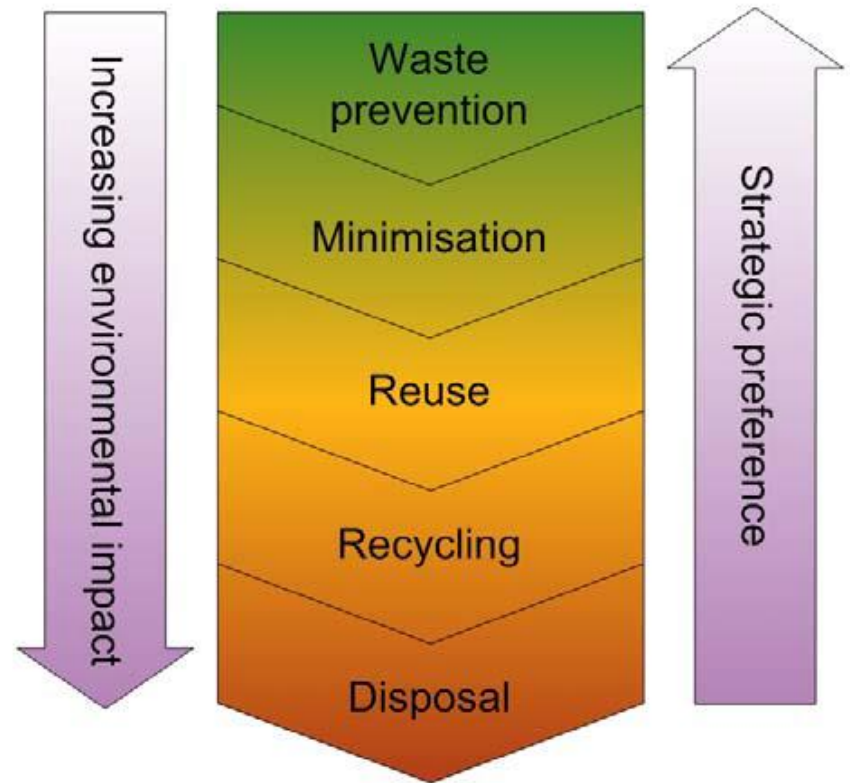 Increasing environmental impact
Waste
prevention
Minimisation
Reuse
Recycling
Disposal
Strategic preference